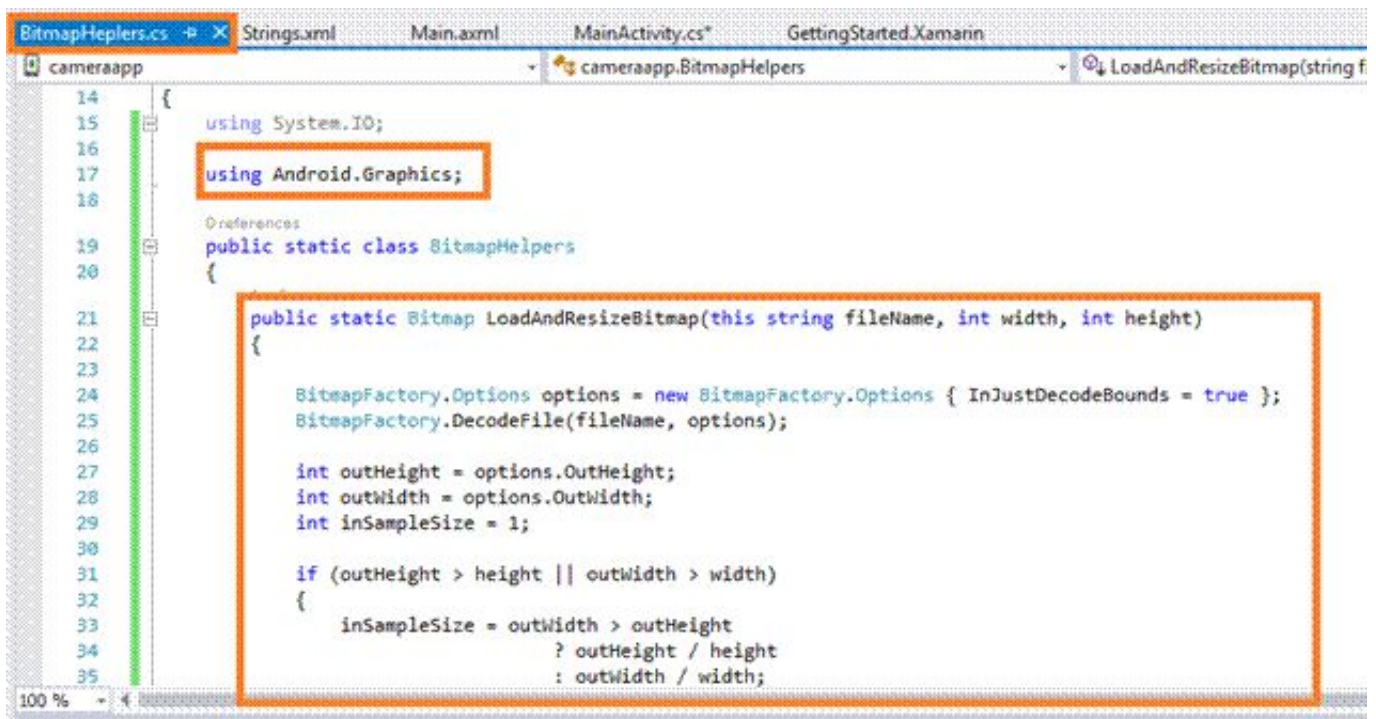 BitmapHeplers.cs Strings.xml Main.axml MainActivity.cs* GettingStarted.Xamarin
cameraapp cameraapp.BitmapHelpers LoadAndResizeBitmap(string f
14 {
15 using System.IO;
16
17 using Android.Graphics;
18
0 references
19 public static class BitmapHelpers
20 {
21 public static Bitmap LoadAndResizeBitmap(this string fileName, int width, int height)
22 {
23
24 BitmapFactory.Options options = new BitmapFactory.Options { InJustDecodeBounds = true };
25 BitmapFactory.DecodeFile(fileName, options);
26
27 int outHeight = options.OutHeight;
28 int outWidth = options.OutWidth;
29 int inSampleSize = 1;
30
31 if (outHeight > height || outWidth > width)
32 {
33 inSampleSize = outWidth > outHeight
34 ? outHeight / height
35 : outWidth / width;
100 %